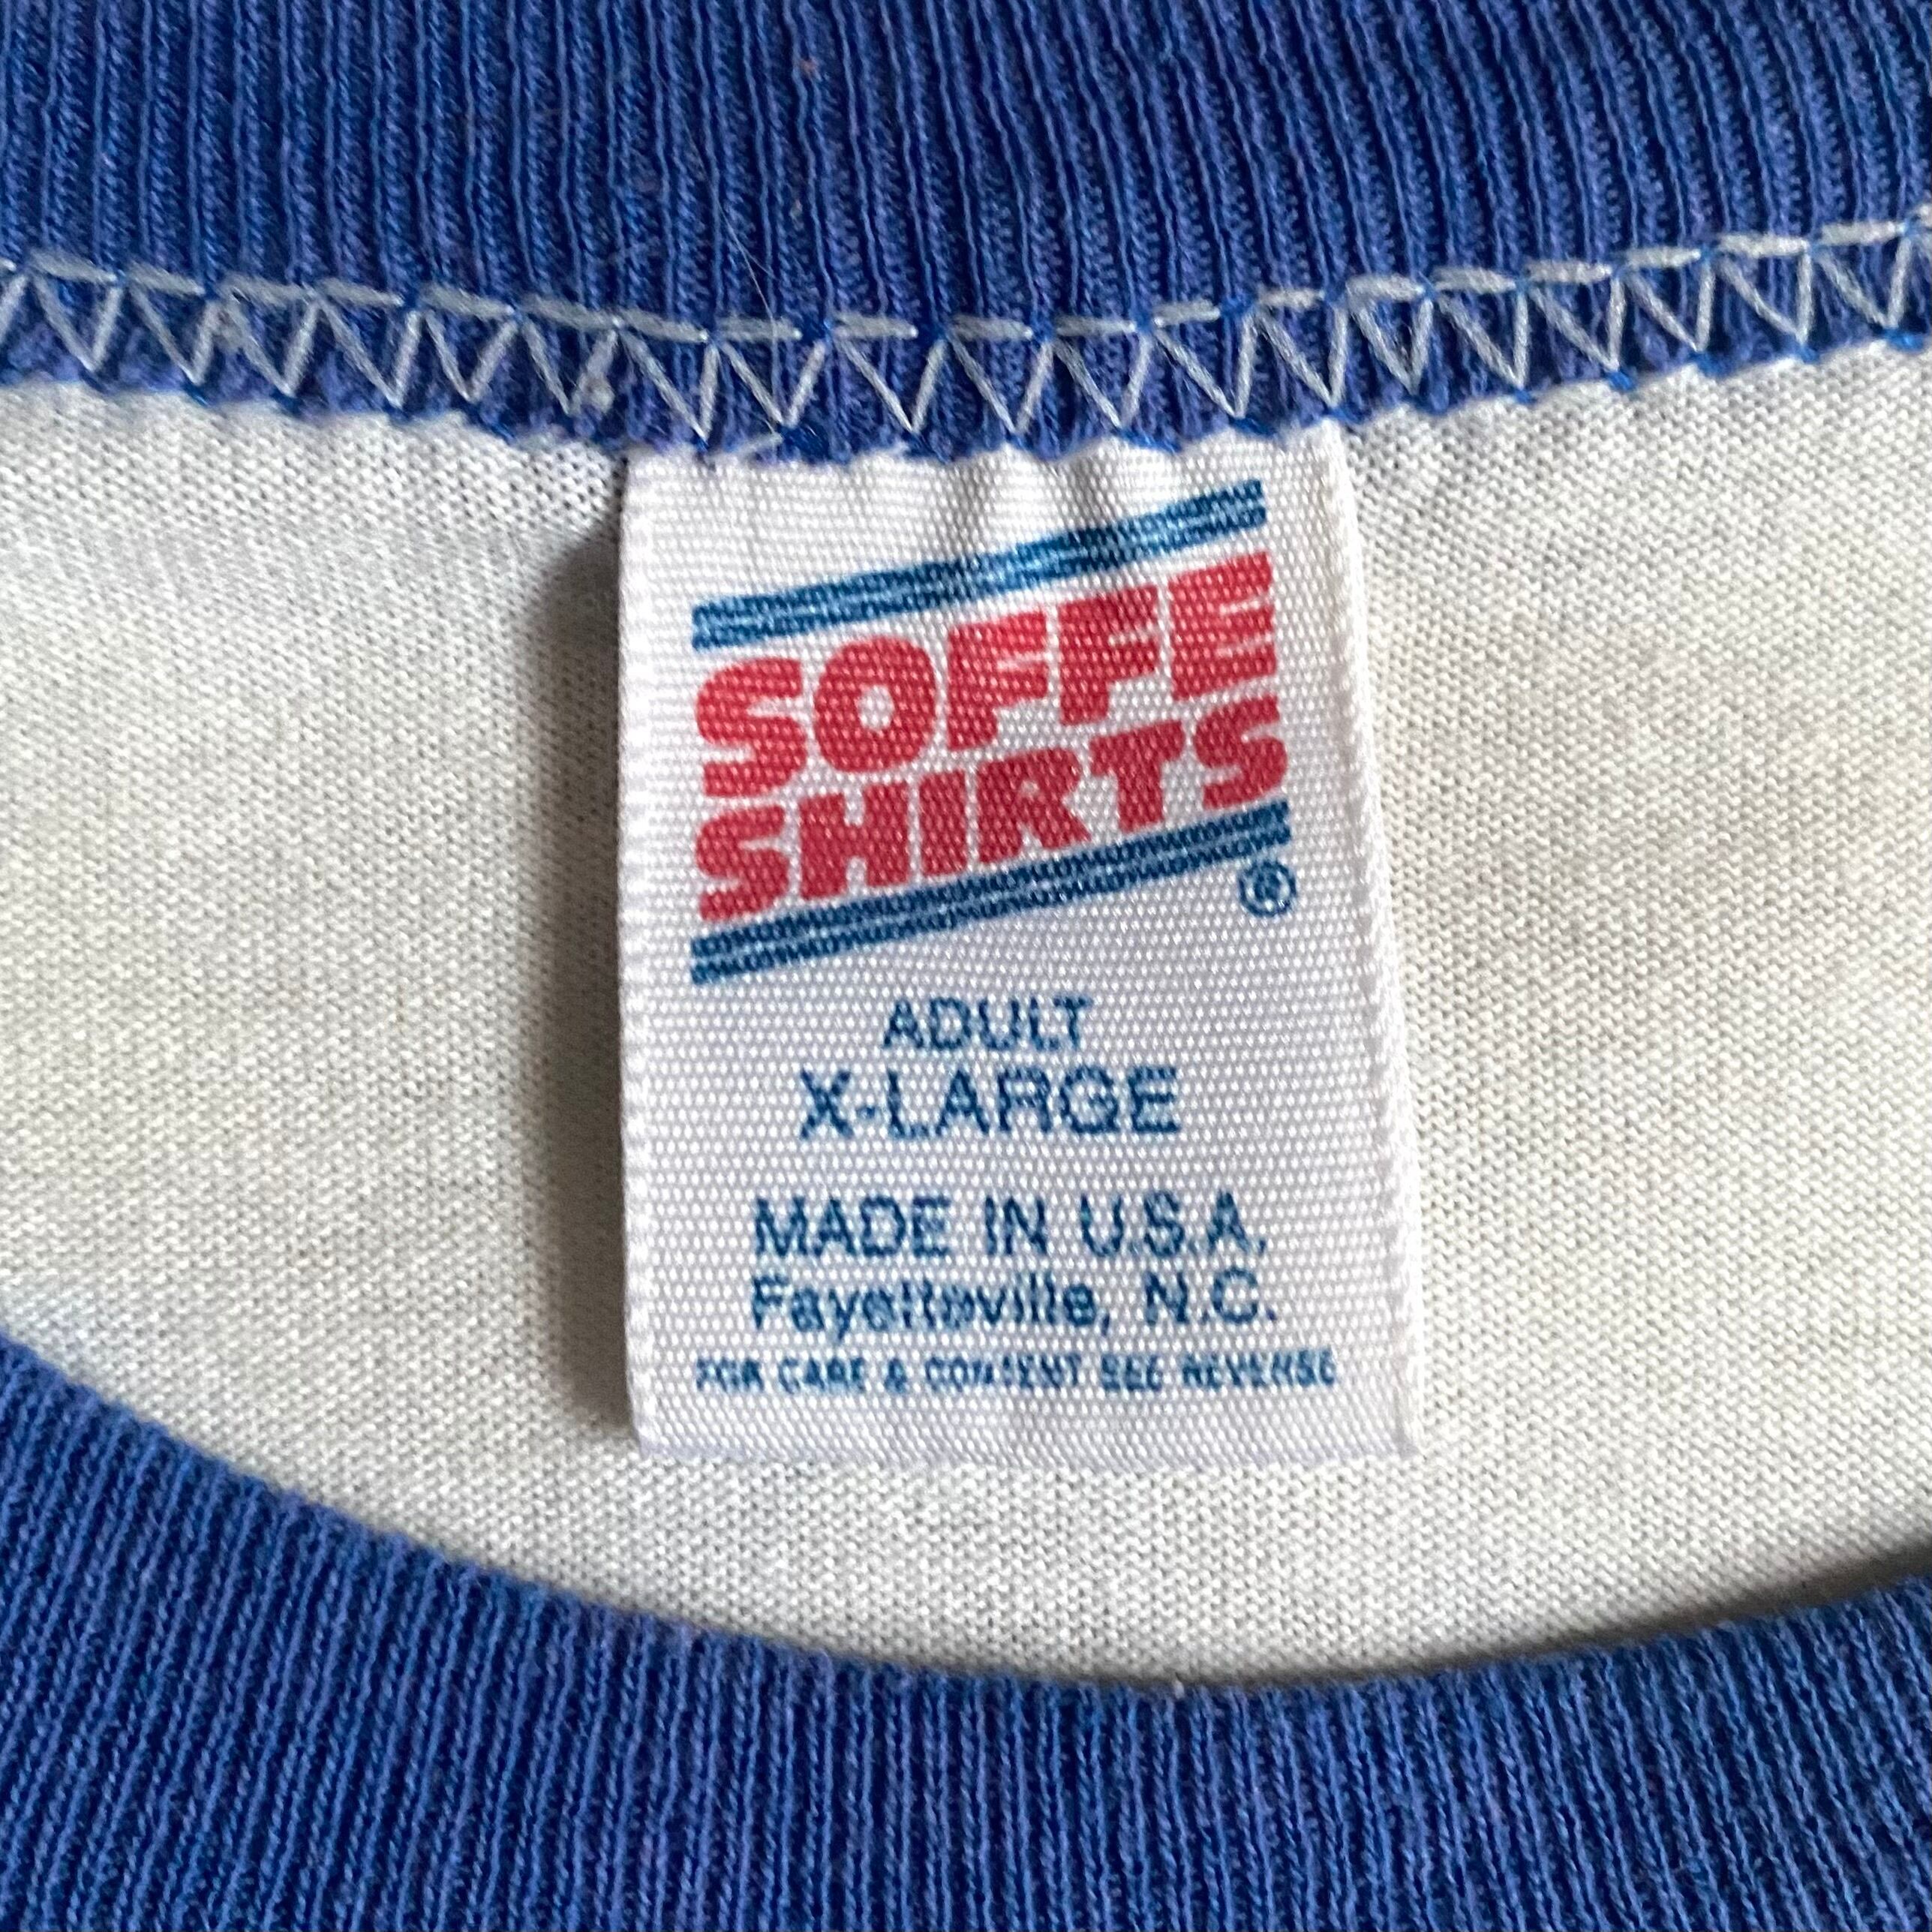 SOFFE
SHIRTS
®
ADULT
X-LARGE
MADE IN U.S.A.
Fayetteville, N.C.
FOR CARE & CONTENT SEE REVERSE